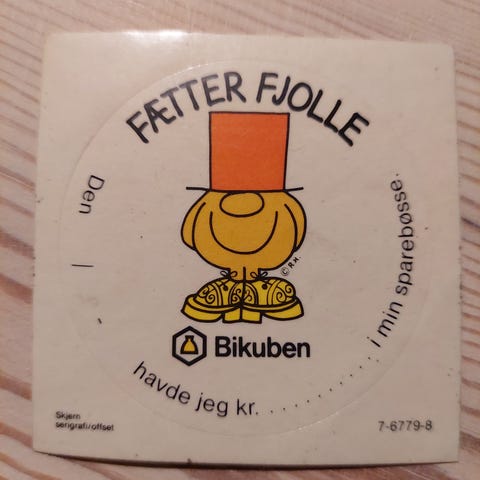 FÆTTER FJOLLE
Den /
havde jeg kr. . . . . . . . . . . . . . i min sparebøsse.
© R.H.
Bikuben
Skjern
serigrafi/offset
7-6779-8